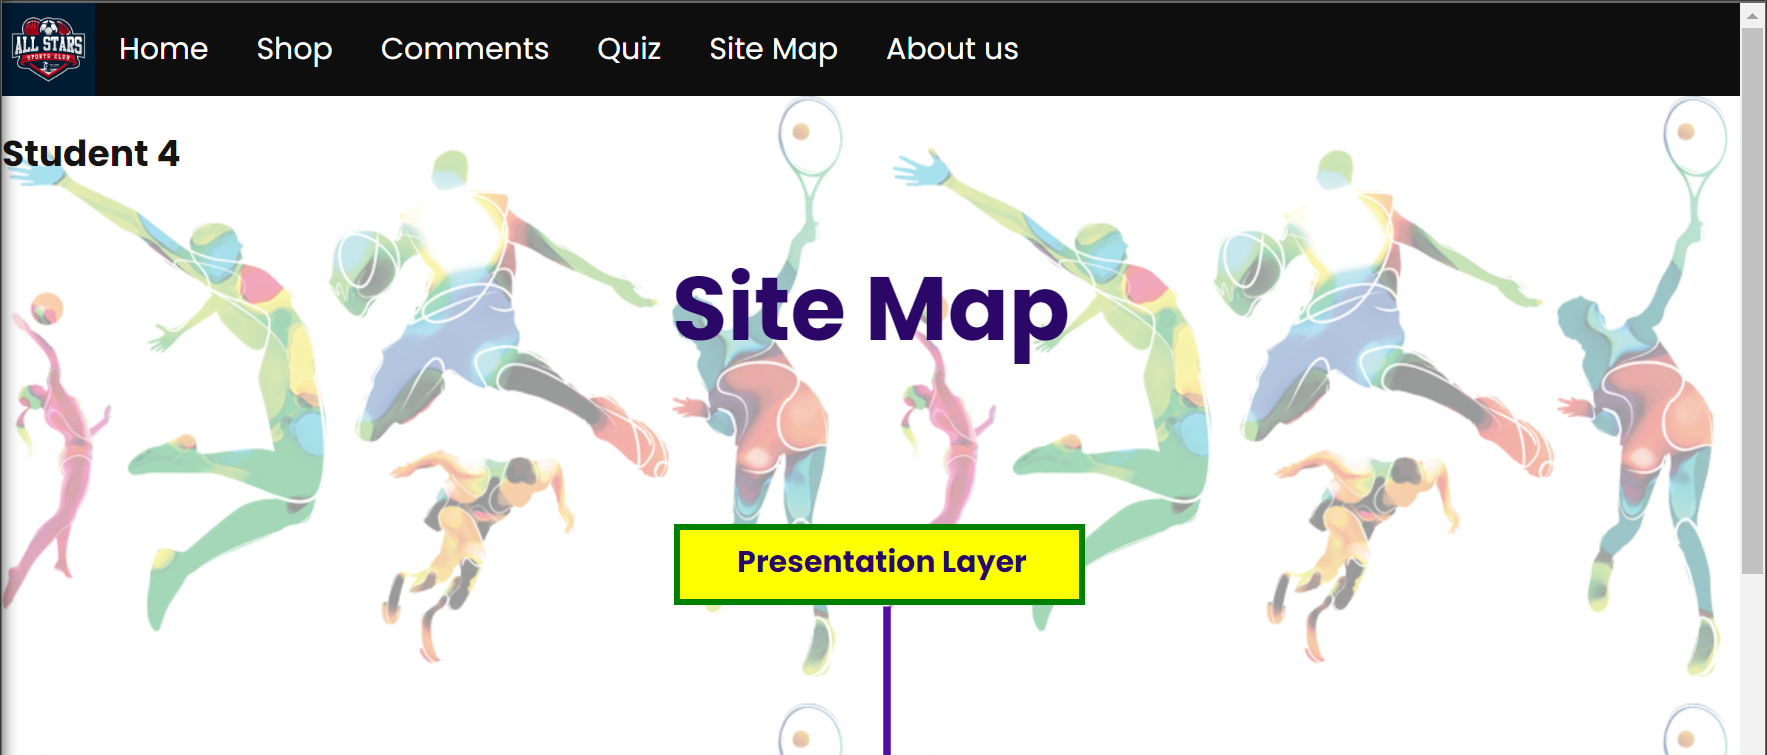 ALL STARS
SPORTS CLUB
Home Shop Comments Quiz Site Map About us
Student 4
Site Map
Presentation Layer